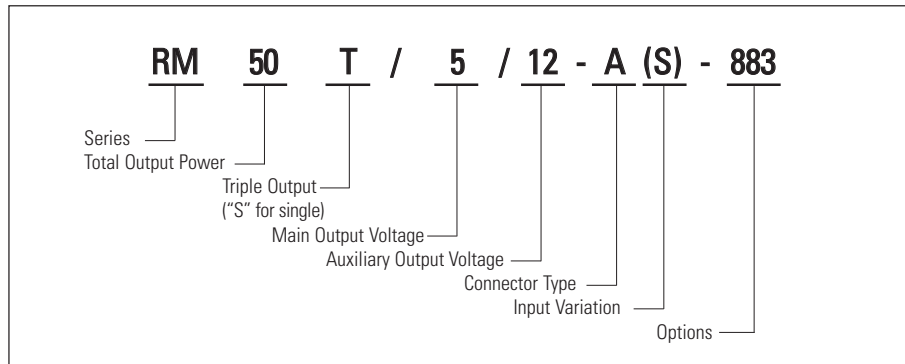 RM 50 T / 5 / 12 - A (S) - 883
Series
Total Output Power
Triple Output
(“S” for single)
Main Output Voltage
Auxiliary Output Voltage
Connector Type
Input Variation
Options